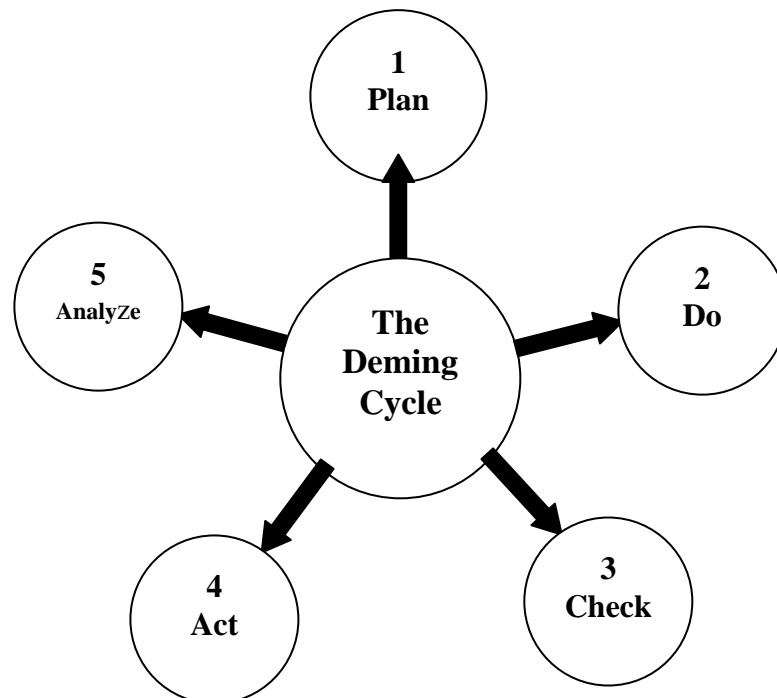 1
Plan
2
Do
3
Check
4
Act
5
AnalyZe
The
Deming
Cycle